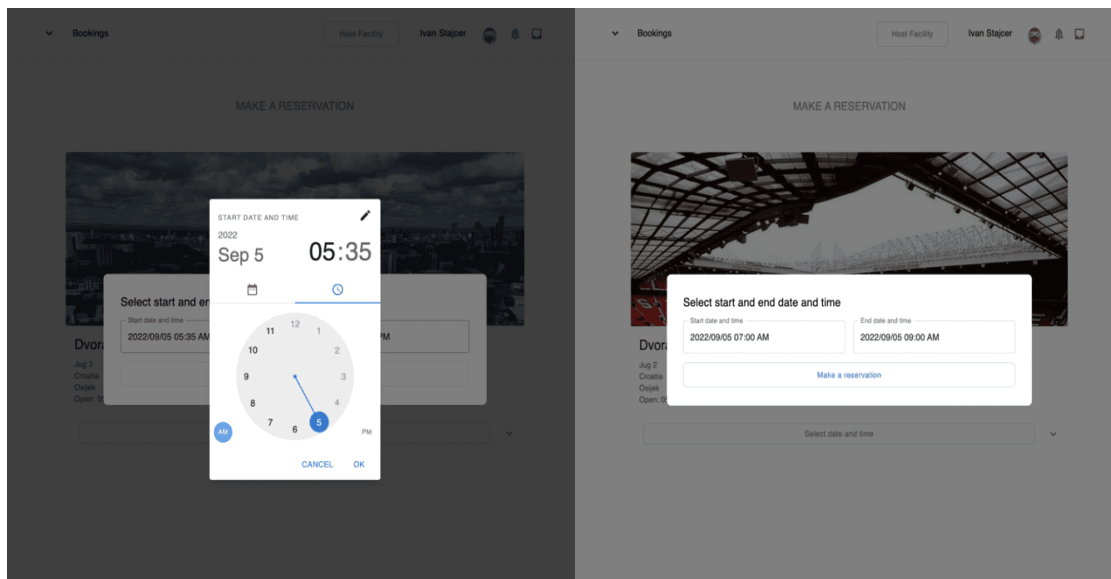 Bookings
Host Facility
Ivan Stajcer
MAKE A RESERVATION
START DATE AND TIME
2022
Sep 5
05:35
Select start and en
Start date and time
2022/09/05 05:35 AM
PM
12
11
1
10
2
9
3
8
4
7
5
6
AM
PM
CANCEL
OK
Dvora
Jug 2
Croatia
Osijek
Open: 0
Bookings
Host Facility
Ivan Stajcer
MAKE A RESERVATION
Select start and end date and time
Start date and time
End date and time
2022/09/05 07:00 AM
2022/09/05 09:00 AM
Make a reservation
Dvora
Jug 2
Croatia
Osijek
Open: 0
Select date and time